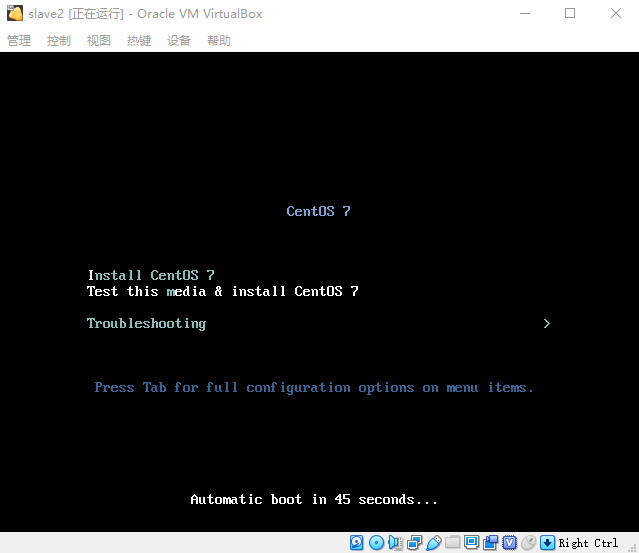 slave2 [正在运行] - Oracle VM VirtualBox
管理 控制 视图 热键 设备 帮助
CentOS 7
Install CentOS 7
Test this media & install CentOS 7
Troubleshooting >
Press Tab for full configuration options on menu items.
Automatic boot in 45 seconds...
Right Ctrl